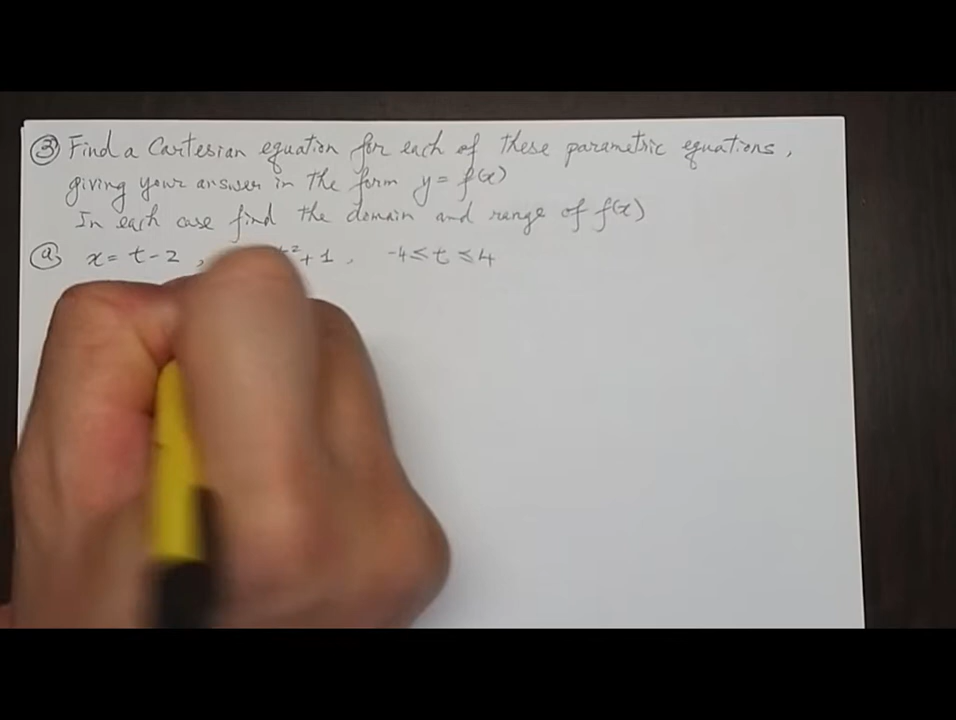 ③ Find a Cartesian equation for each of these parametric equations,
giving your answer in the form y = f(x)
In each case find the domain and range of f(x)
ⓐ x = t - 2 , t² + 1 , -4 ≤ t ≤ 4